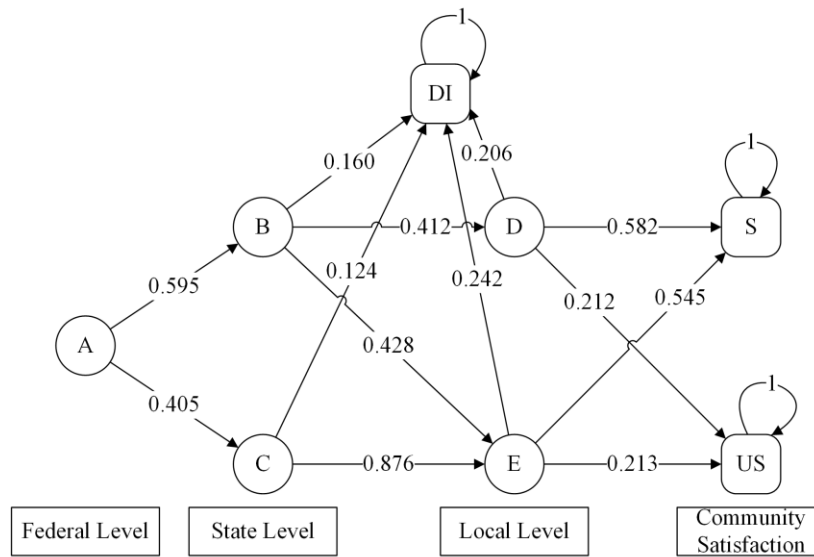 1
DI
0.160
0.206
1
B
0.412
D
0.582
S
0.124
0.242
0.595
0.212
0.545
0.428
A
1
0.405
C
0.876
E
0.213
US
Federal Level
State Level
Local Level
Community
Satisfaction